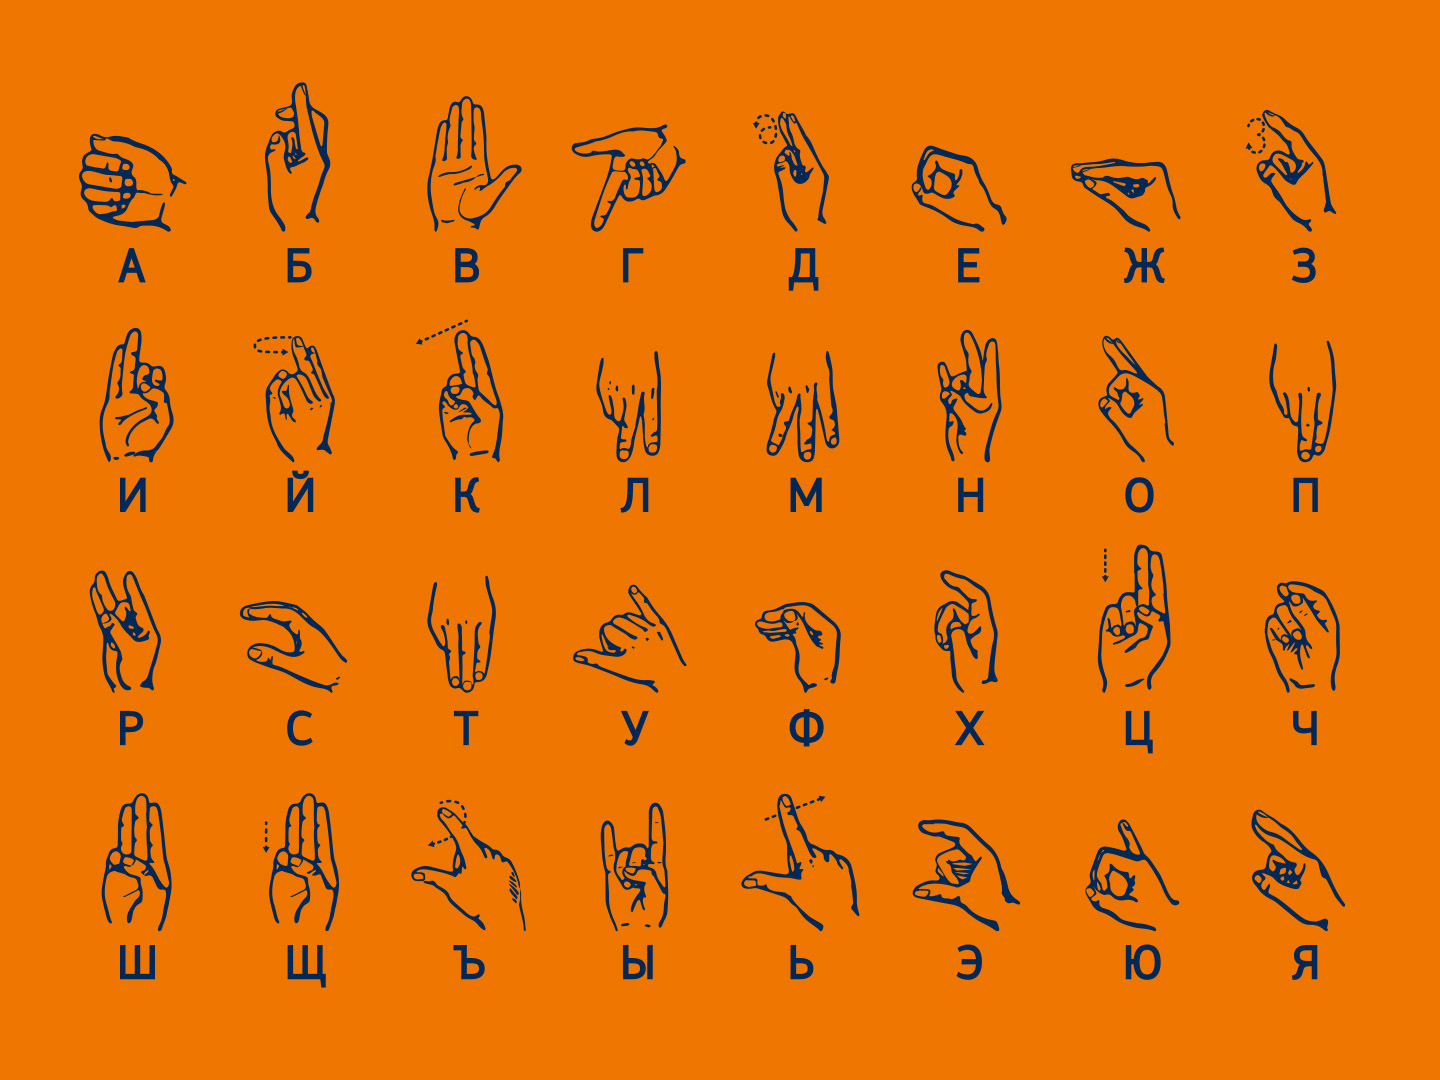 А Б В Г Д Е Ж З
И Й К Л М Н О П
Р С Т У Ф Х Ц Ч
Ш Щ Ъ Ы Ь Э Ю Я